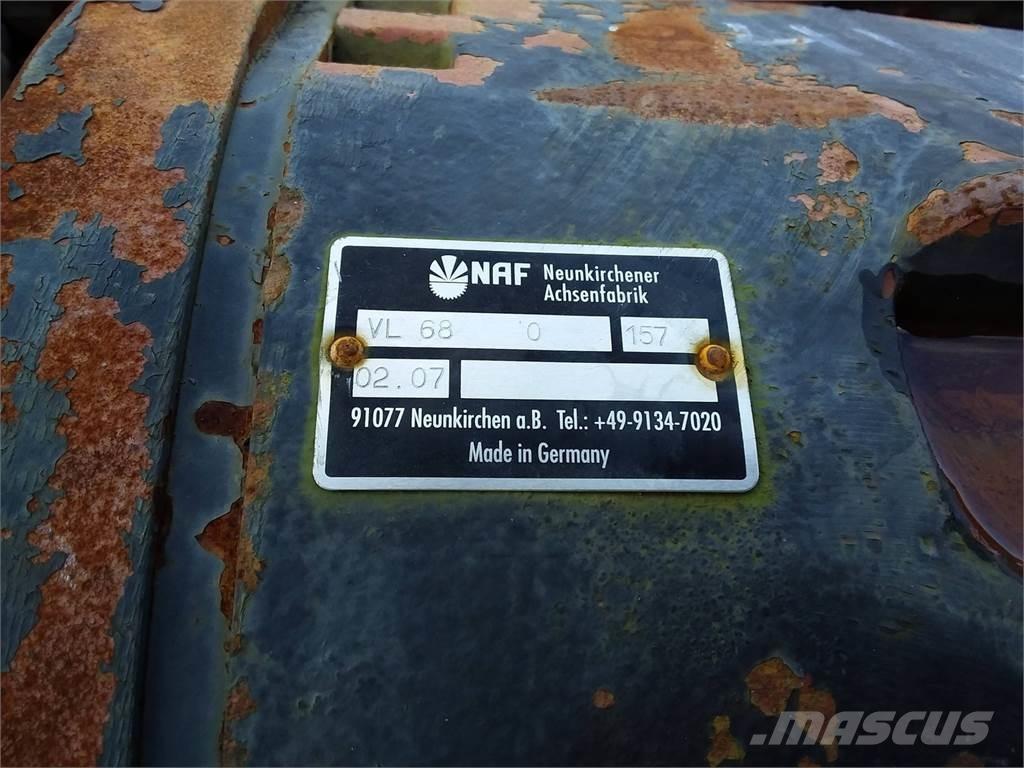 NAF Neunkirchener
Achsenfabrik
VL 68 0 157
02.07
91077 Neunkirchen a.B. Tel.: +49-9134-7020
Made in Germany
MASCUS